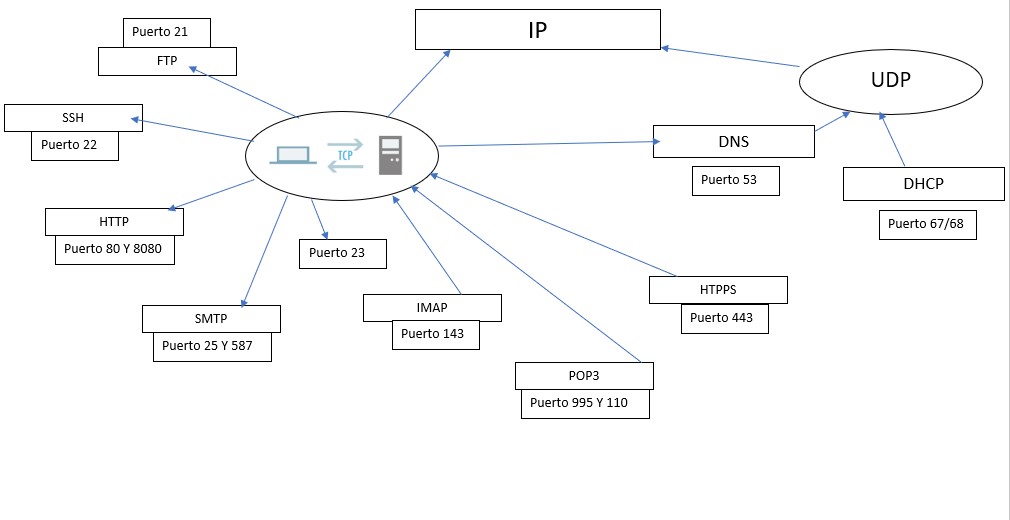 Puerto 21
FTP
IP
UDP
SSH
Puerto 22
TCP
DNS
Puerto 53
DHCP
Puerto 67/68
HTTP
Puerto 80 Y 8080
Puerto 23
HTPPS
Puerto 443
IMAP
Puerto 143
SMTP
Puerto 25 Y 587
POP3
Puerto 995 Y 110